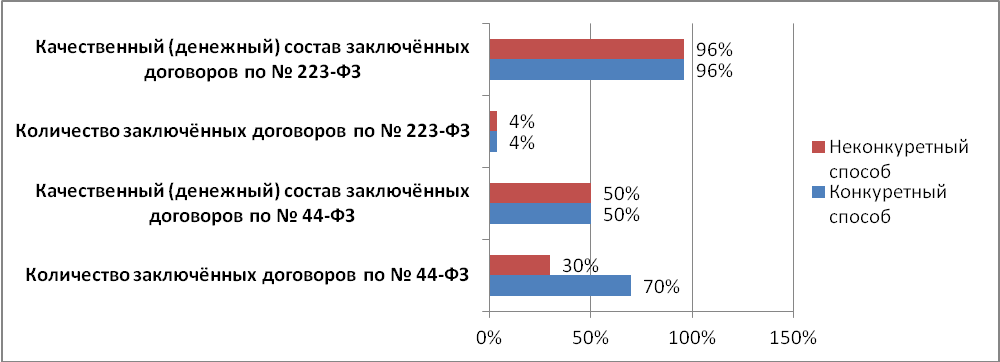 Качественный (денежный) состав заключённых
договоров по № 223-ФЗ
96%
96%
Количество заключённых договоров по № 223-ФЗ
4%
4%
Качественный (денежный) состав заключённых
договоров по № 44-ФЗ
50%
50%
Количество заключённых договоров по № 44-ФЗ
30%
70%
0%
50%
100%
150%
Неконкуретный
способ
Конкуретный
способ